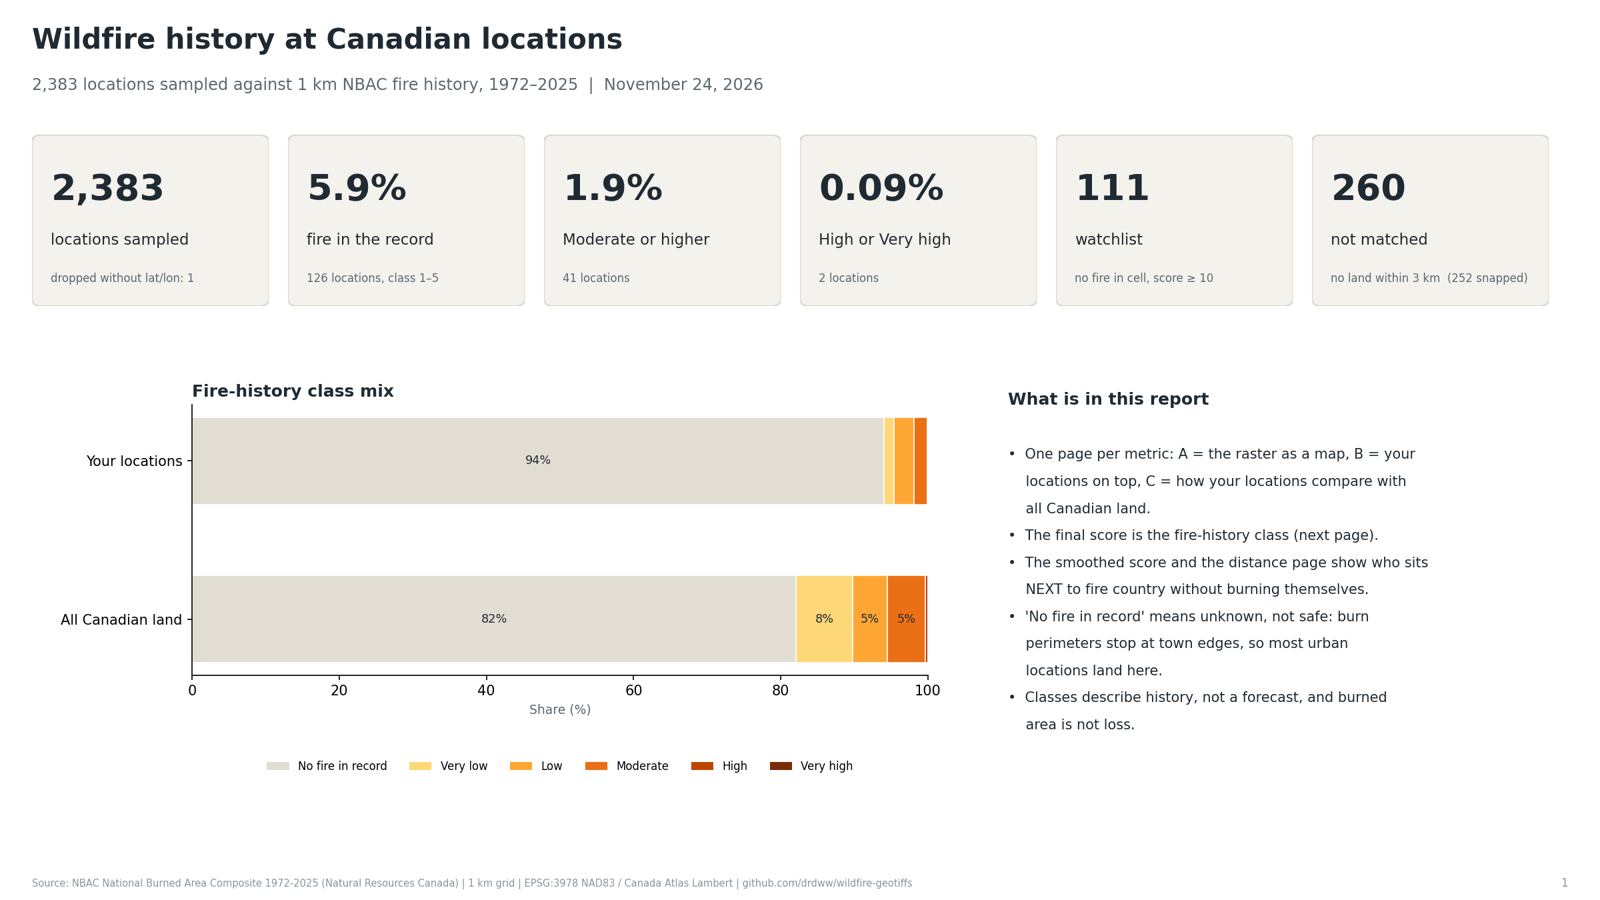 Wildfire history at Canadian locations
2,383 locations sampled against 1 km NBAC fire history, 1972–2025 | November 24, 2026
2,383
locations sampled
dropped without lat/lon: 1
5.9%
fire in the record
126 locations, class 1–5
1.9%
Moderate or higher
41 locations
0.09%
High or Very high
2 locations
111
watchlist
no fire in cell, score ≥ 10
260
not matched
no land within 3 km (252 snapped)
Fire-history class mix
Your locations
94%
All Canadian land
82%
8%
5%
5%
0
20
40
60
80
100
Share (%)
No fire in record
Very low
Low
Moderate
High
Very high
What is in this report
• One page per metric: A = the raster as a map, B = your
locations on top, C = how your locations compare with
all Canadian land.
• The final score is the fire-history class (next page).
• The smoothed score and the distance page show who sits
NEXT to fire country without burning themselves.
• 'No fire in record' means unknown, not safe: burn
perimeters stop at town edges, so most urban
locations land here.
• Classes describe history, not a forecast, and burned
area is not loss.
Source: NBAC National Burned Area Composite 1972-2025 (Natural Resources Canada) | 1 km grid | EPSG:3978 NAD83 / Canada Atlas Lambert | github.com/drdww/wildfire-geotiffs
1